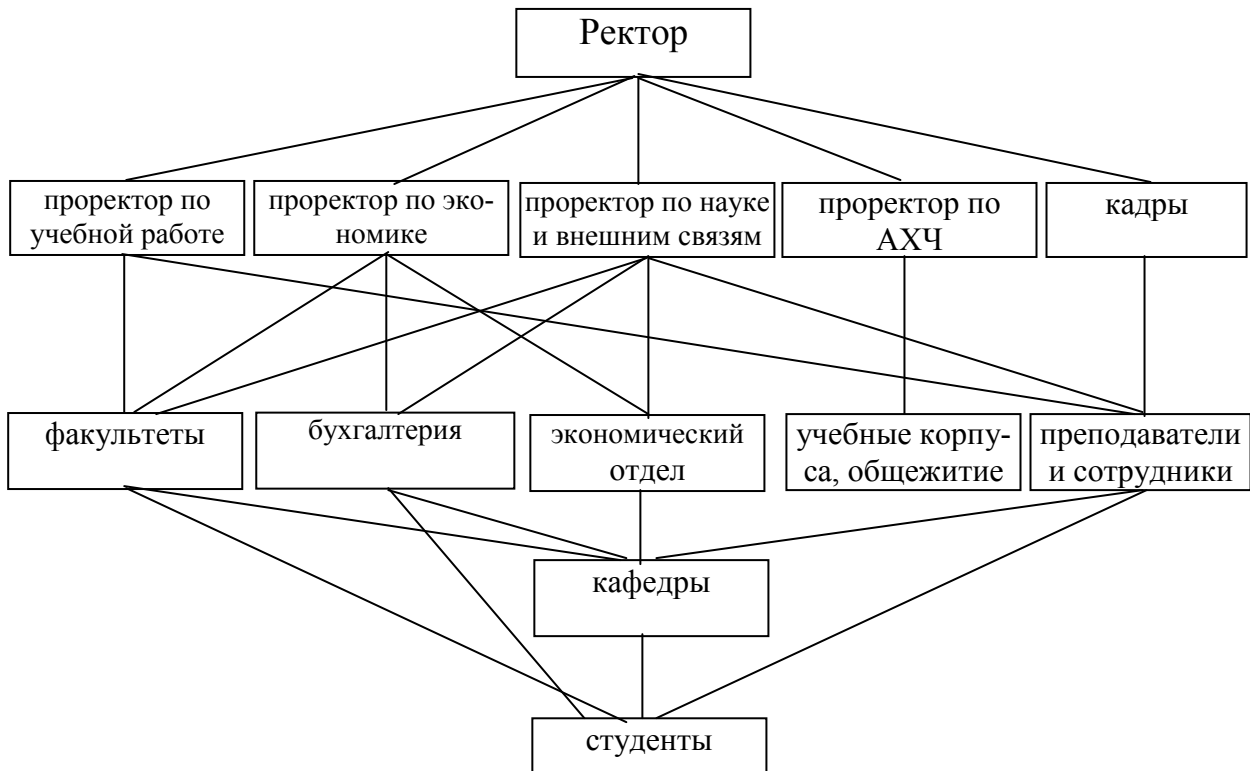 Ректор
проректор по
учебной работе
проректор по эко-
номике
проректор по науке
и внешним связям
проректор по
АХЧ
кадры
факультеты
бухгалтерия
экономический
отдел
учебные корпу-
са, общежитие
преподаватели
и сотрудники
кафедры
студенты